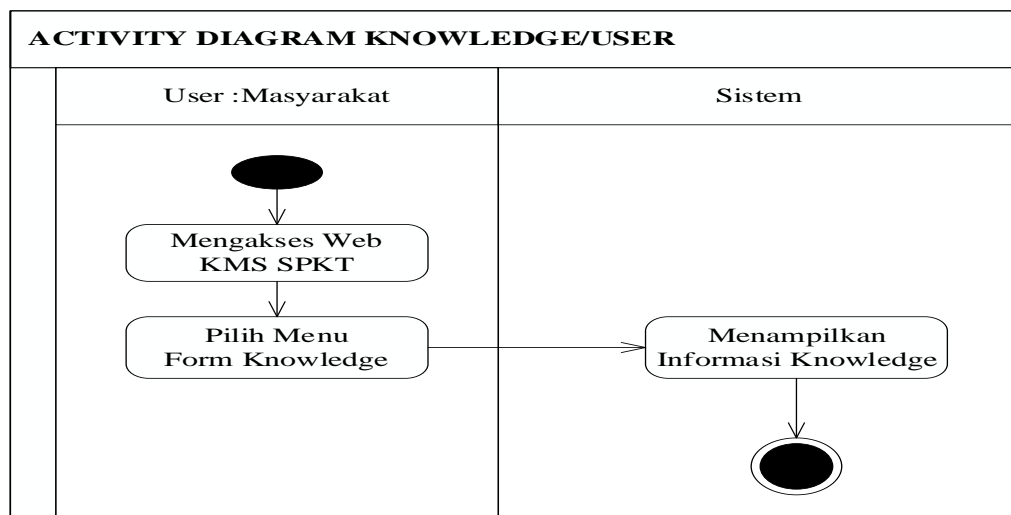 ACTIVITY DIAGRAM KNOWLEDGE/USER
User :Masyarakat
Sistem
Mengakses Web
KMS SPKT
Pilih Menu
Form Knowledge
Menampilkan
Informasi Knowledge